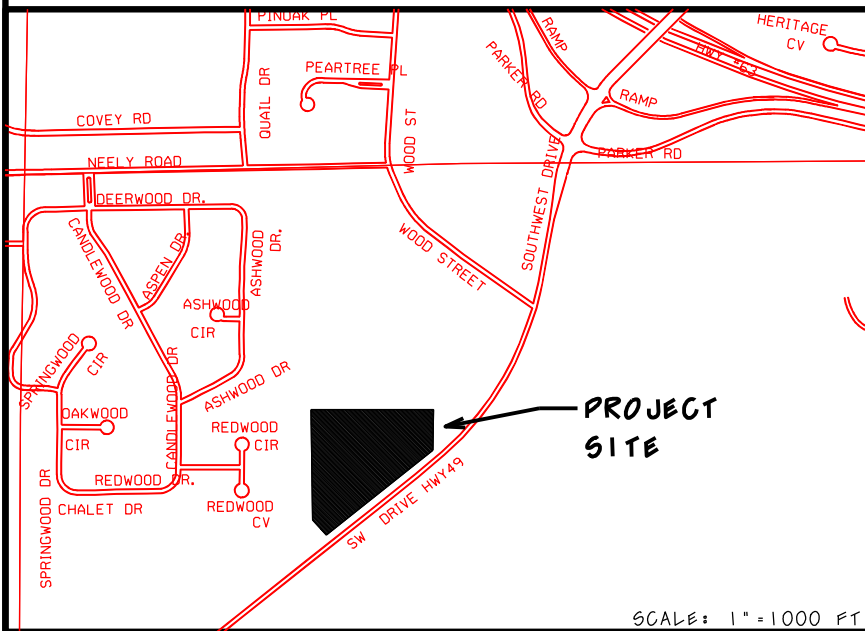 PINOAK PL
HERITAGE
CV
RAMP
HWY #63
PARKER RD
PEARTREE PL
QUAIL DR
RAMP
COVEY RD
WOOD ST
PARKER RD
NEELY ROAD
SOUTHWEST DRIVE
DEERWOOD DR.
CANDLEWOOD DR
ASPEN DR.
ASHWOOD
DR.
WOOD STREET
ASHWOOD
CIR
SPRINGWOOD
CIR
CANDLEWOOD DR
ASHWOOD DR
OAKWOOD
CIR
REDWOOD
CIR
PROJECT
SITE
SPRINGWOOD DR
REDWOOD DR.
CHALET DR
REDWOOD
CV
SW DRIVE HWY49
SCALE: 1"=1000 FT